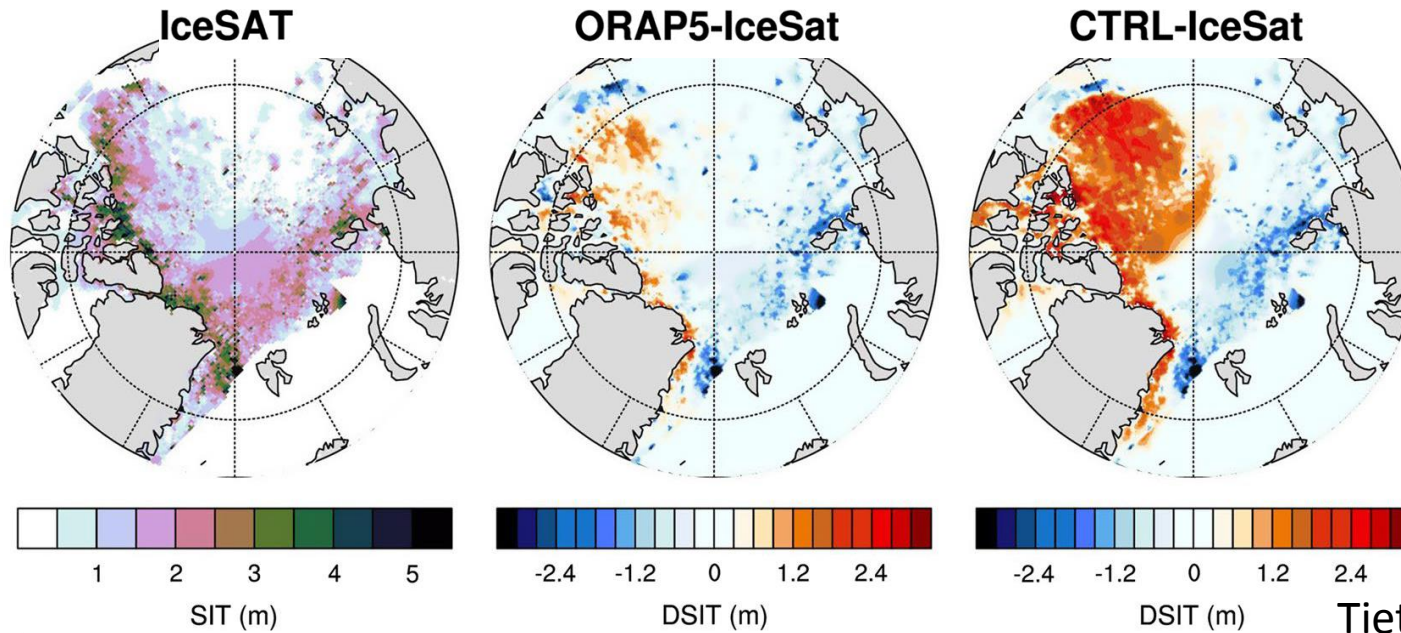 IceSAT
ORAP5-IceSat
CTRL-IceSat
1 2 3 4 5
SIT (m)
-2.4 -1.2 0 1.2 2.4
DSIT (m)
-2.4 -1.2 0 1.2 2.4
DSIT (m)
Tiet